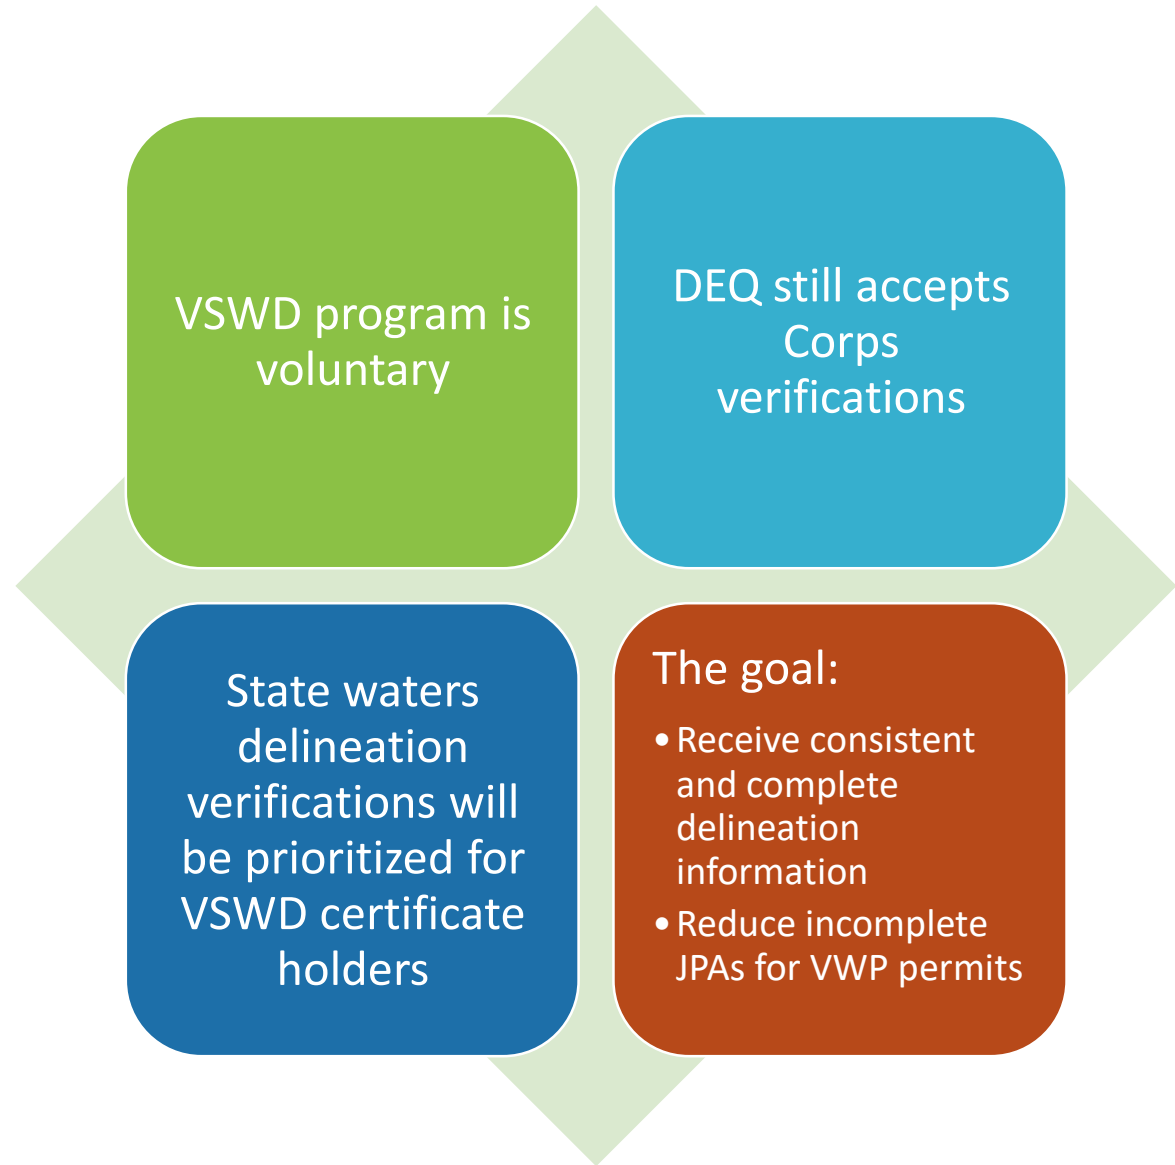 VSWD program is
voluntary
DEQ still accepts
Corps
verifications
State waters
delineation
verifications will
be prioritized for
VSWD certificate
holders
The goal:
• Receive consistent
and complete
delineation
information
• Reduce incomplete
JPAs for VWP permits